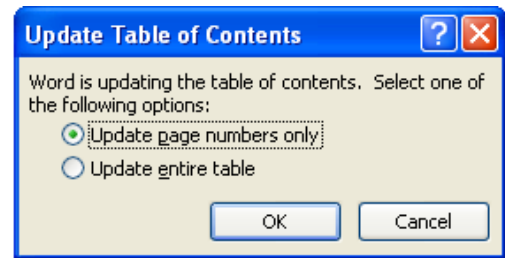 Update Table of Contents
Word is updating the table of contents. Select one of
the following options:
Update page numbers only
Update entire table
OK Cancel